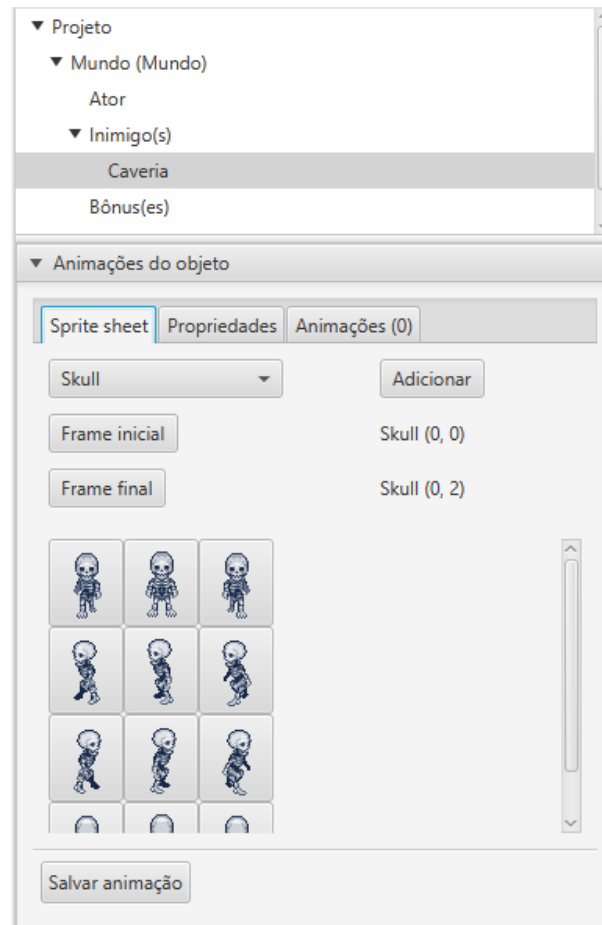 Projeto
Mundo (Mundo)
Ator
Inimigo(s)
Caveria
Bônus(es)
Animações do objeto
Sprite sheet Propriedades Animações (0)
Skull Adicionar
Frame inicial Skull (0, 0)
Frame final Skull (0, 2)
Salvar animação